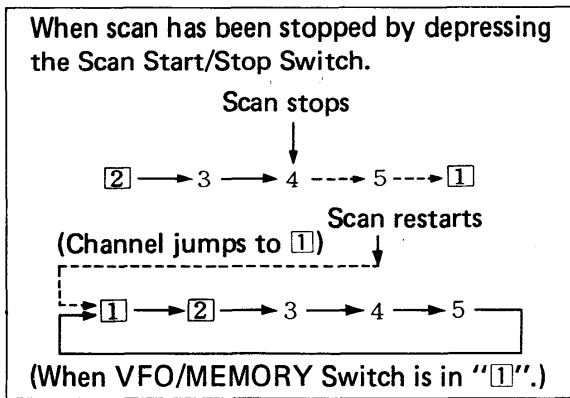 When scan has been stopped by depressing
the Scan Start/Stop Switch.
Scan stops
2 3 4 5 1
Scan restarts
(Channel jumps to 1)
1 2 3 4 5
(When VFO/MEMORY Switch is in "1".)